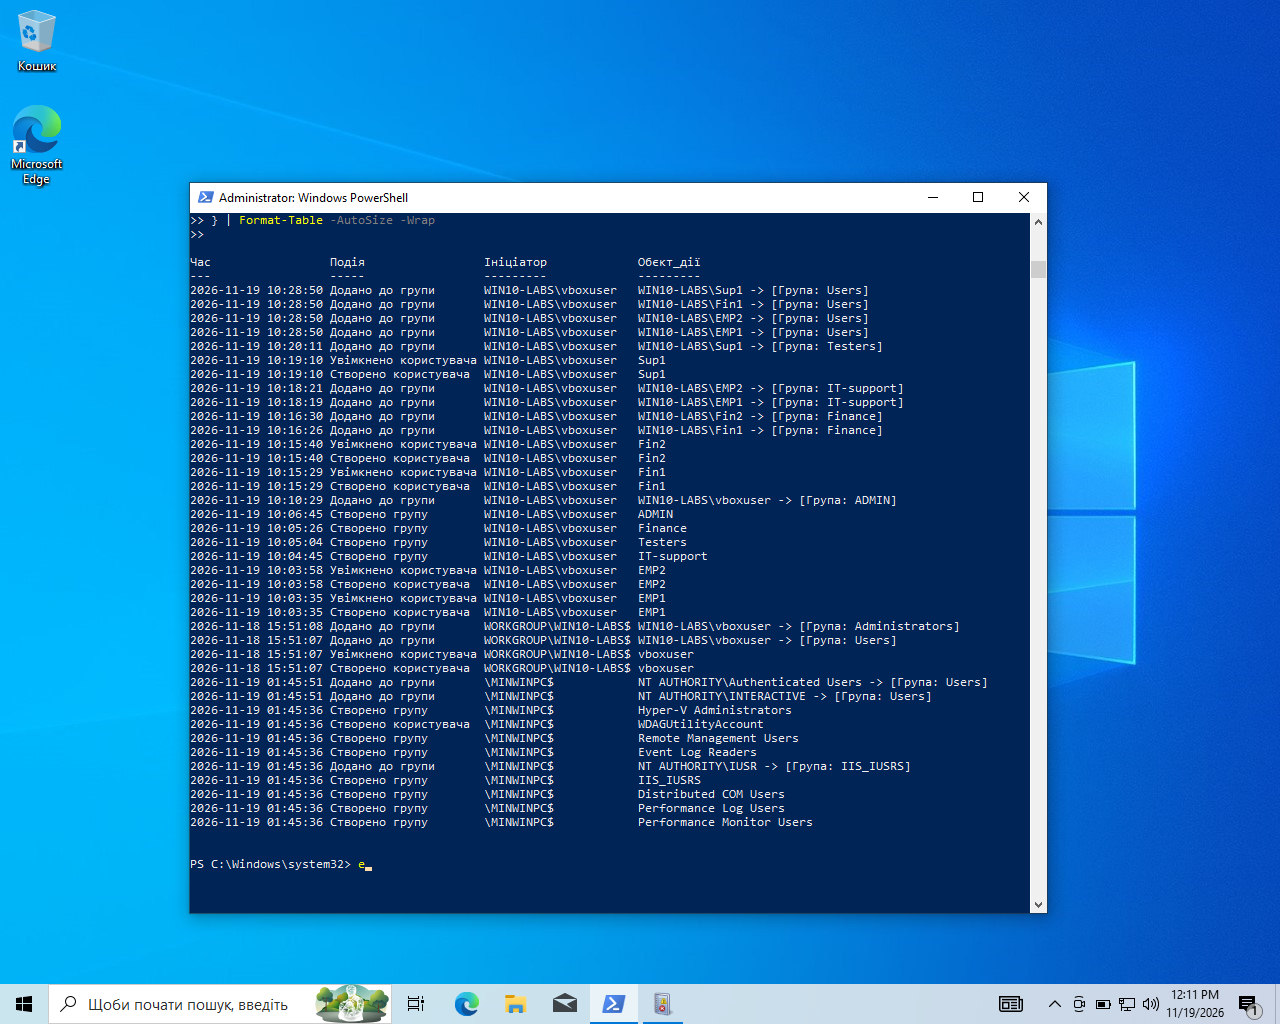 Кошик
Microsoft
Edge
Administrator: Windows PowerShell
>> } | Format-Table -AutoSize -Wrap
>>
Час Подія Ініціатор Обєкт_дії
--- ----- --------- ---------
2026-11-19 10:28:50 Додано до групи WIN10-LABS\vboxuser WIN10-LABS\Sup1 -> [Група: Users]
2026-11-19 10:28:50 Додано до групи WIN10-LABS\vboxuser WIN10-LABS\Fin1 -> [Група: Users]
2026-11-19 10:28:50 Додано до групи WIN10-LABS\vboxuser WIN10-LABS\EMP2 -> [Група: Users]
2026-11-19 10:28:50 Додано до групи WIN10-LABS\vboxuser WIN10-LABS\EMP1 -> [Група: Users]
2026-11-19 10:20:11 Додано до групи WIN10-LABS\vboxuser WIN10-LABS\Sup1 -> [Група: Testers]
2026-11-19 10:19:10 Увімкнено користувача WIN10-LABS\vboxuser Sup1
2026-11-19 10:19:10 Створено користувача WIN10-LABS\vboxuser Sup1
2026-11-19 10:18:21 Додано до групи WIN10-LABS\vboxuser WIN10-LABS\EMP2 -> [Група: IT-support]
2026-11-19 10:18:19 Додано до групи WIN10-LABS\vboxuser WIN10-LABS\EMP1 -> [Група: IT-support]
2026-11-19 10:16:30 Додано до групи WIN10-LABS\vboxuser WIN10-LABS\Fin2 -> [Група: Finance]
2026-11-19 10:16:26 Додано до групи WIN10-LABS\vboxuser WIN10-LABS\Fin1 -> [Група: Finance]
2026-11-19 10:15:40 Увімкнено користувача WIN10-LABS\vboxuser Fin2
2026-11-19 10:15:40 Створено користувача WIN10-LABS\vboxuser Fin2
2026-11-19 10:15:29 Увімкнено користувача WIN10-LABS\vboxuser Fin1
2026-11-19 10:15:29 Створено користувача WIN10-LABS\vboxuser Fin1
2026-11-19 10:10:29 Додано до групи WIN10-LABS\vboxuser WIN10-LABS\vboxuser -> [Група: ADMIN]
2026-11-19 10:06:45 Створено групу WIN10-LABS\vboxuser ADMIN
2026-11-19 10:05:26 Створено групу WIN10-LABS\vboxuser Finance
2026-11-19 10:05:04 Створено групу WIN10-LABS\vboxuser Testers
2026-11-19 10:04:45 Створено групу WIN10-LABS\vboxuser IT-support
2026-11-19 10:03:58 Увімкнено користувача WIN10-LABS\vboxuser EMP2
2026-11-19 10:03:58 Створено користувача WIN10-LABS\vboxuser EMP2
2026-11-19 10:03:35 Увімкнено користувача WIN10-LABS\vboxuser EMP1
2026-11-19 10:03:35 Створено користувача WIN10-LABS\vboxuser EMP1
2026-11-18 15:51:08 Додано до групи WORKGROUP\WIN10-LABS$ WIN10-LABS\vboxuser -> [Група: Administrators]
2026-11-18 15:51:07 Додано до групи WORKGROUP\WIN10-LABS$ WIN10-LABS\vboxuser -> [Група: Users]
2026-11-18 15:51:07 Увімкнено користувача WORKGROUP\WIN10-LABS$ vboxuser
2026-11-18 15:51:07 Створено користувача WORKGROUP\WIN10-LABS$ vboxuser
2026-11-19 01:45:51 Додано до групи \MINWINPC$ NT AUTHORITY\Authenticated Users -> [Група: Users]
2026-11-19 01:45:51 Додано до групи \MINWINPC$ NT AUTHORITY\INTERACTIVE -> [Група: Users]
2026-11-19 01:45:36 Створено групу \MINWINPC$ Hyper-V Administrators
2026-11-19 01:45:36 Створено користувача \MINWINPC$ WDAGUtilityAccount
2026-11-19 01:45:36 Створено групу \MINWINPC$ Remote Management Users
2026-11-19 01:45:36 Створено групу \MINWINPC$ Event Log Readers
2026-11-19 01:45:36 Додано до групи \MINWINPC$ NT AUTHORITY\IUSR -> [Група: IIS_IUSRS]
2026-11-19 01:45:36 Створено групу \MINWINPC$ IIS_IUSRS
2026-11-19 01:45:36 Створено групу \MINWINPC$ Distributed COM Users
2026-11-19 01:45:36 Створено групу \MINWINPC$ Performance Log Users
2026-11-19 01:45:36 Створено групу \MINWINPC$ Performance Monitor Users
PS C:\Windows\system32> e
Щоби почати пошук, введіть
12:11 PM
11/19/2026
1